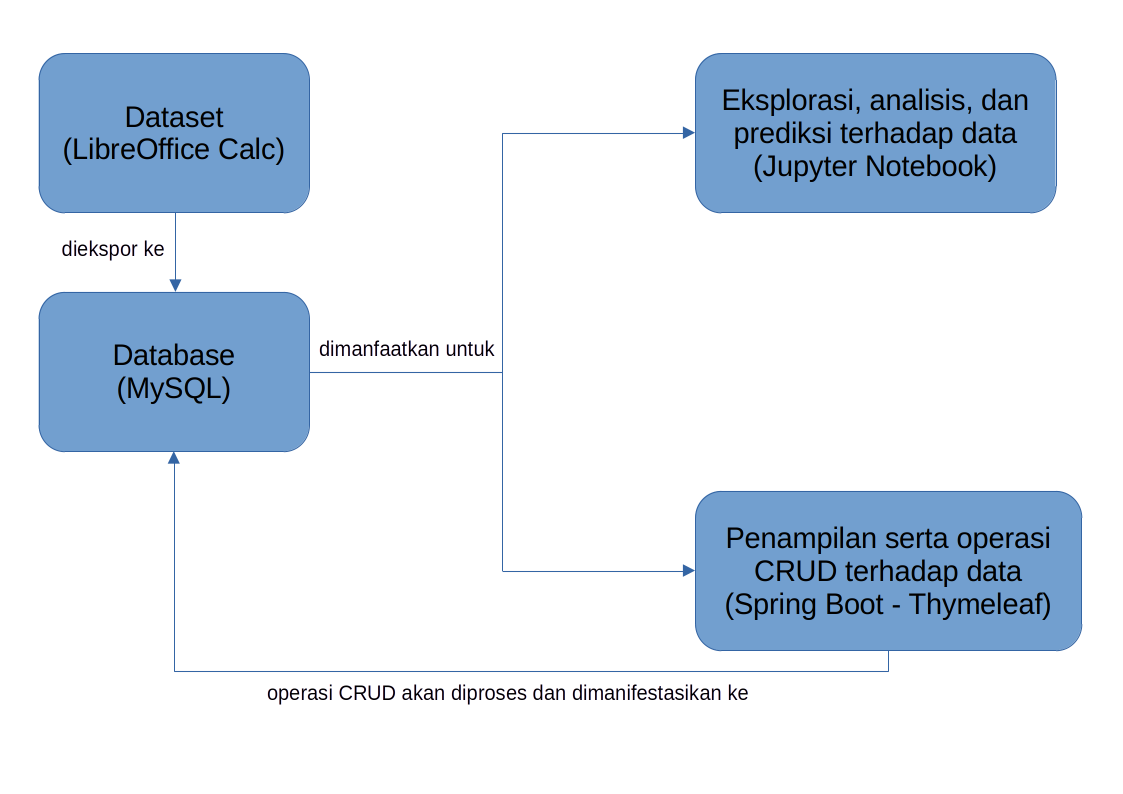 Dataset
(LibreOffice Calc)
diekspor ke
Database
(MySQL)
dimanfaatkan untuk
Eksplorasi, analisis, dan
prediksi terhadap data
(Jupyter Notebook)
Penampilan serta operasi
CRUD terhadap data
(Spring Boot - Thymeleaf)
operasi CRUD akan diproses dan dimanifestasikan ke